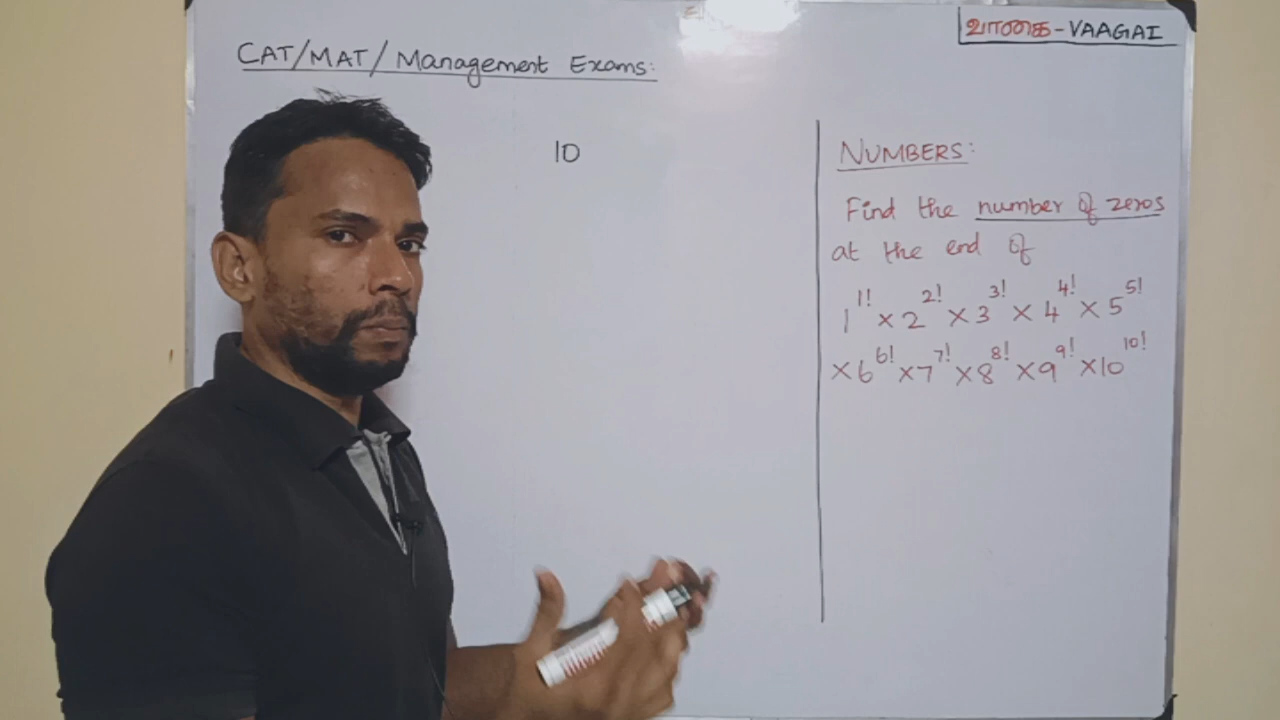 வாகை-VAAGAI
CAT/MAT/Management Exams:
10
NUMBERS:
Find the number of zeros
at the end of
1^1! × 2^2! × 3^3! × 4^4! × 5^5!
×6^6! ×7^7! ×8^8! ×9^9! ×10^10!